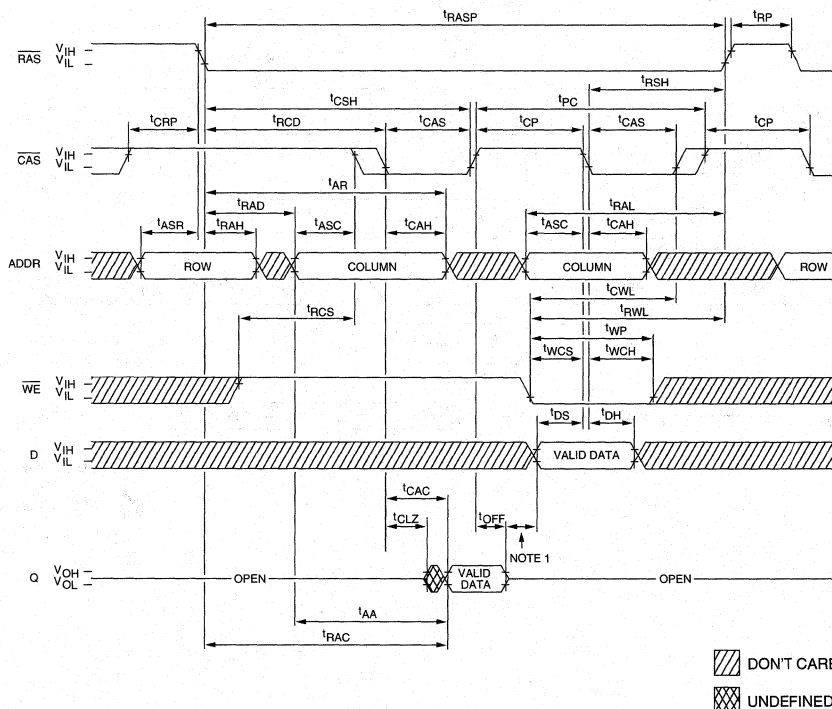 tRASP tRP
RAS VIH VIL
tRSH
tCSH tPC
tCRP tRCD tCAS tCP tCAS tCP
CAS VIH VIL
tAR
tRAD tRAL
tASR tRAH tASC tCAH tASC tCAH
ADDR VIH VIL ROW COLUMN COLUMN ROW
tCWL
tRCS tRWL
tWP
tWCS tWCH
WE VIH VIL
tDS tDH
D VIH VIL VALID DATA
tCAC
tCLZ tOFF
NOTE 1
Q VOH VOL OPEN VALID DATA OPEN
tAA
tRAC
DON'T CARE
UNDEFINED